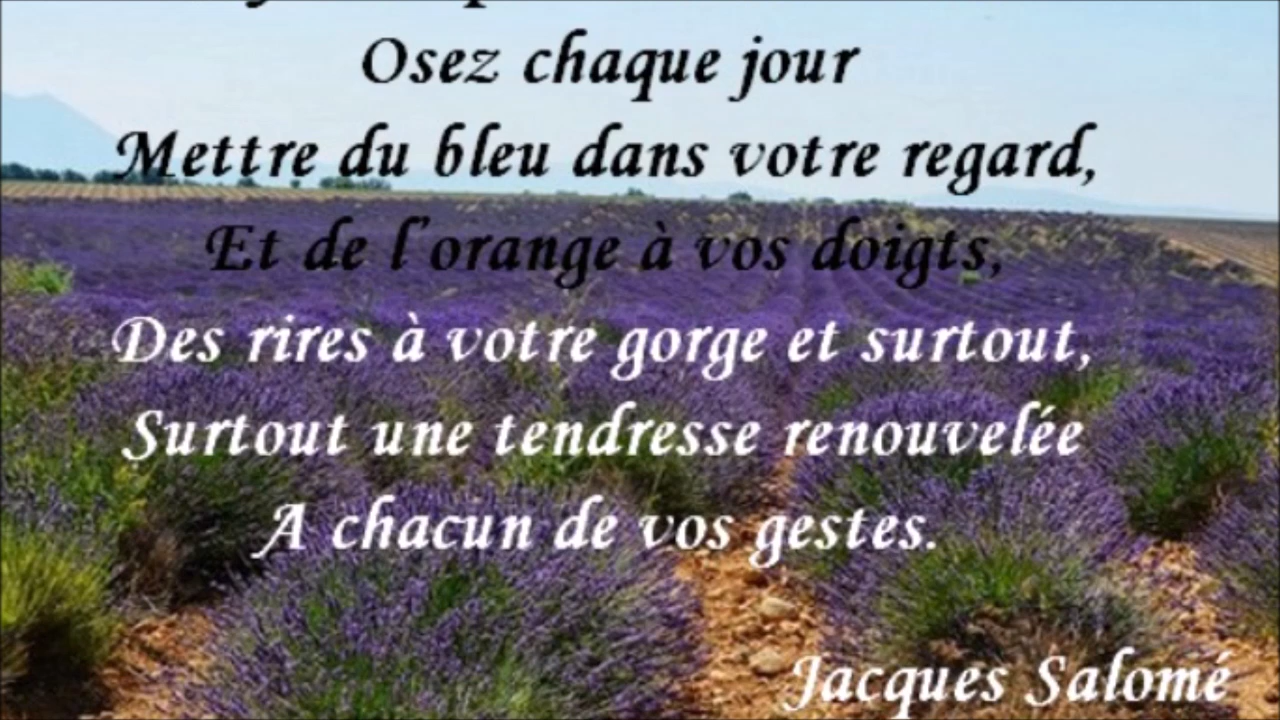 Osez chaque jour
Mettre du bleu dans votre regard,
Et de l'orange à vos doigts,
Des rires à votre gorge et surtout,
Surtout une tendresse renouvelée
A chacun de vos gestes.
Jacques Salomé